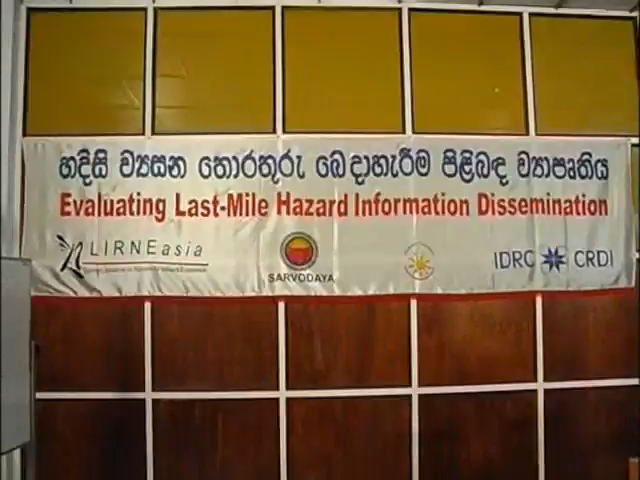 හදිසි ව්‍යසන තොරතුරු බෙදාහැරීම පිළිබඳ ව්‍යාපෘතිය
Evaluating Last-Mile Hazard Information Dissemination
LIRNEasia
SARVODAYA
IDRC CRDI